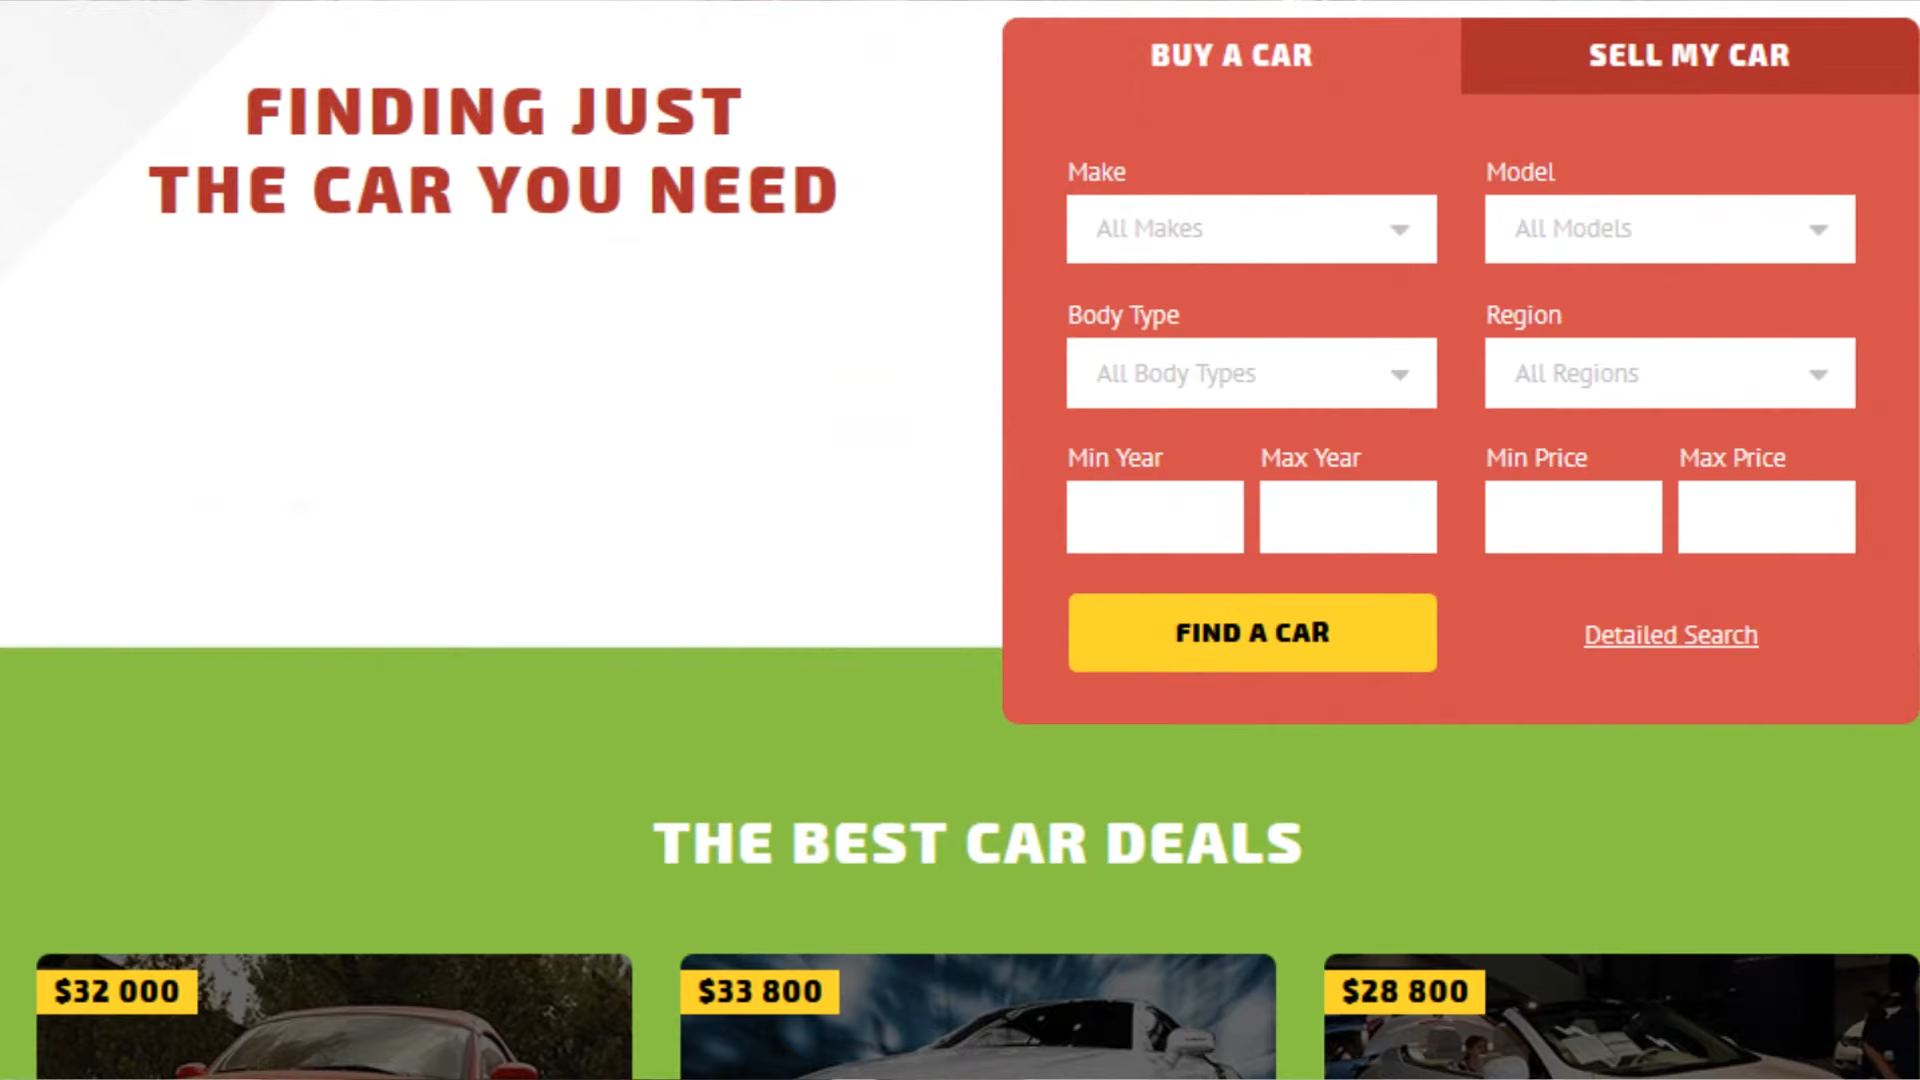 FINDING JUST
THE CAR YOU NEED
BUY A CAR
SELL MY CAR
Make
Model
All Makes
All Models
Body Type
Region
All Body Types
All Regions
Min Year
Max Year
Min Price
Max Price
FIND A CAR
Detailed Search
THE BEST CAR DEALS
$32 000
$33 800
$28 800